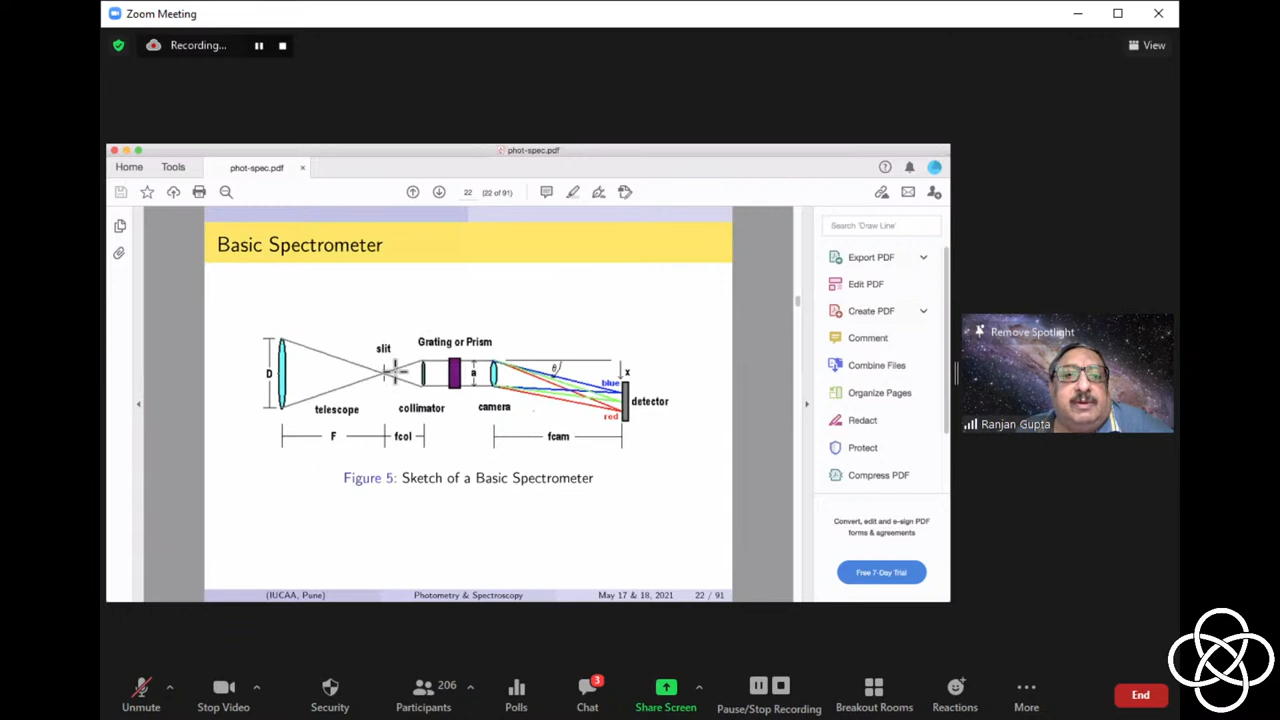 Zoom Meeting
Recording...
View
phot-spec.pdf
Home
Tools
phot-spec.pdf
×
22
(22 of 91)
Search 'Draw Line'
Export PDF
Edit PDF
Create PDF
Comment
Combine Files
Organize Pages
Redact
Protect
Compress PDF
Convert, edit and e-sign PDF
forms & agreements
Free 7-Day Trial
Basic Spectrometer
slit
Grating or Prism
D
a
θ
x
blue
red
detector
telescope
collimator
camera
F
fcol
fcam
Figure 5: Sketch of a Basic Spectrometer
(IUCAA, Pune)
Photometry & Spectroscopy
May 17 & 18, 2021
22 / 91
Remove Spotlight
Ranjan Gupta
Unmute
Stop Video
Security
206
Participants
Polls
3
Chat
Share Screen
Pause/Stop Recording
Breakout Rooms
Reactions
More
End